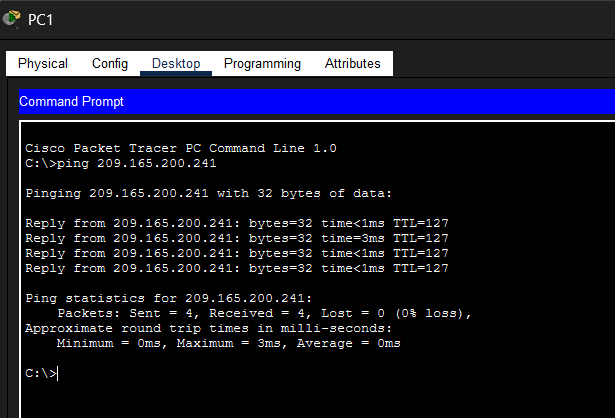 PC1
Physical Config Desktop Programming Attributes
Command Prompt
Cisco Packet Tracer PC Command Line 1.0
C:\>ping 209.165.200.241
Pinging 209.165.200.241 with 32 bytes of data:
Reply from 209.165.200.241: bytes=32 time<1ms TTL=127
Reply from 209.165.200.241: bytes=32 time=3ms TTL=127
Reply from 209.165.200.241: bytes=32 time<1ms TTL=127
Reply from 209.165.200.241: bytes=32 time<1ms TTL=127
Ping statistics for 209.165.200.241:
Packets: Sent = 4, Received = 4, Lost = 0 (0% loss),
Approximate round trip times in milli-seconds:
Minimum = 0ms, Maximum = 3ms, Average = 0ms
C:\>